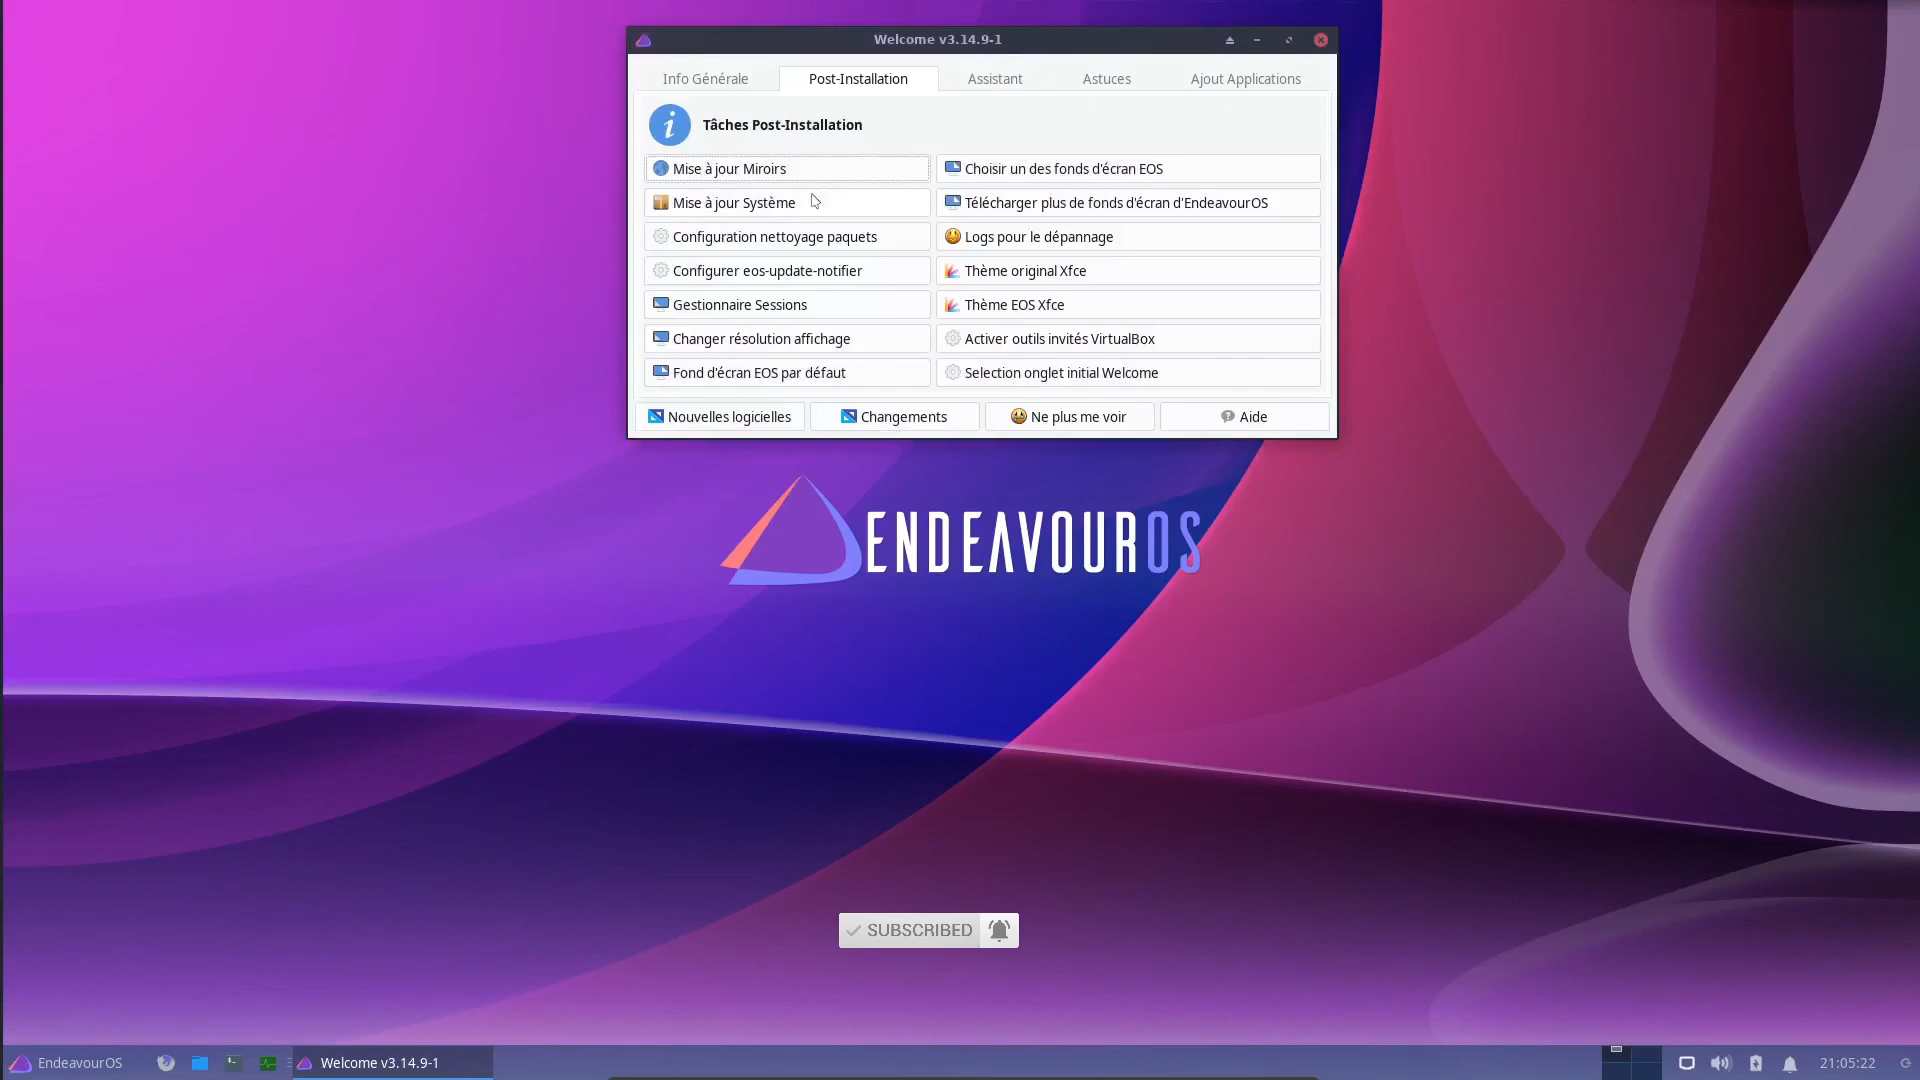 Welcome v3.14.9-1
Info Générale
Post-Installation
Assistant
Astuces
Ajout Applications
Tâches Post-Installation
Mise à jour Miroirs
Choisir un des fonds d'écran EOS
Mise à jour Système
Télécharger plus de fonds d'écran d'EndeavourOS
Configuration nettoyage paquets
Logs pour le dépannage
Configurer eos-update-notifier
Thème original Xfce
Gestionnaire Sessions
Thème EOS Xfce
Changer résolution affichage
Activer outils invités VirtualBox
Fond d'écran EOS par défaut
Selection onglet initial Welcome
Nouvelles logicielles
Changements
Ne plus me voir
Aide
ENDEAVOUROS
SUBSCRIBED
EndeavourOS
Welcome v3.14.9-1
21:05:22